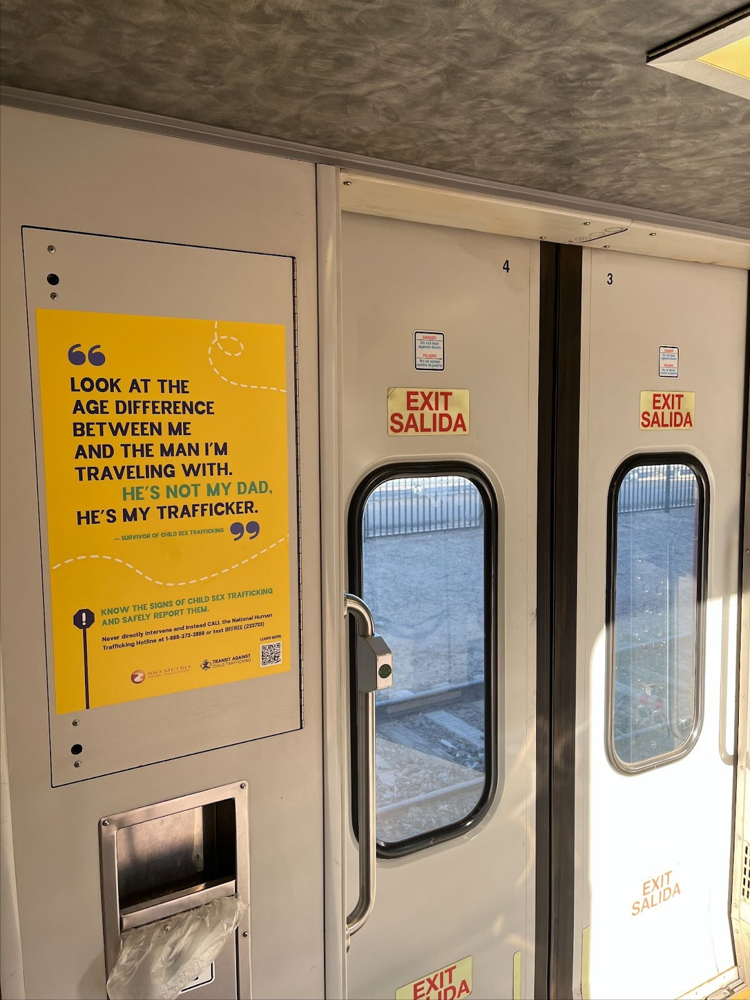 “
LOOK AT THE
AGE DIFFERENCE
BETWEEN ME
AND THE MAN I'M
TRAVELING WITH.
HE'S NOT MY DAD,
HE'S MY TRAFFICKER.
— SURVIVOR OF CHILD SEX TRAFFICKING ”
!
KNOW THE SIGNS OF CHILD SEX TRAFFICKING
AND SAFELY REPORT THEM.
Never directly intervene and instead CALL the National Human
Trafficking Hotline at 1-888-373-3888 or text BEFREE (233733)
LEARN MORE
RIO METRO
REGIONAL TRANSIT DISTRICT
TRANSIT AGAINST
CHILD TRAFFICKING
4
DANGER
Do not lean
against doors
PELIGRO
No se apoye
contra la puerta
EXIT
SALIDA
EXIT
SALIDA
3
DANGER
Do not lean
against doors
PELIGRO
No se apoye
contra la puerta
EXIT
SALIDA
EXIT
SALIDA